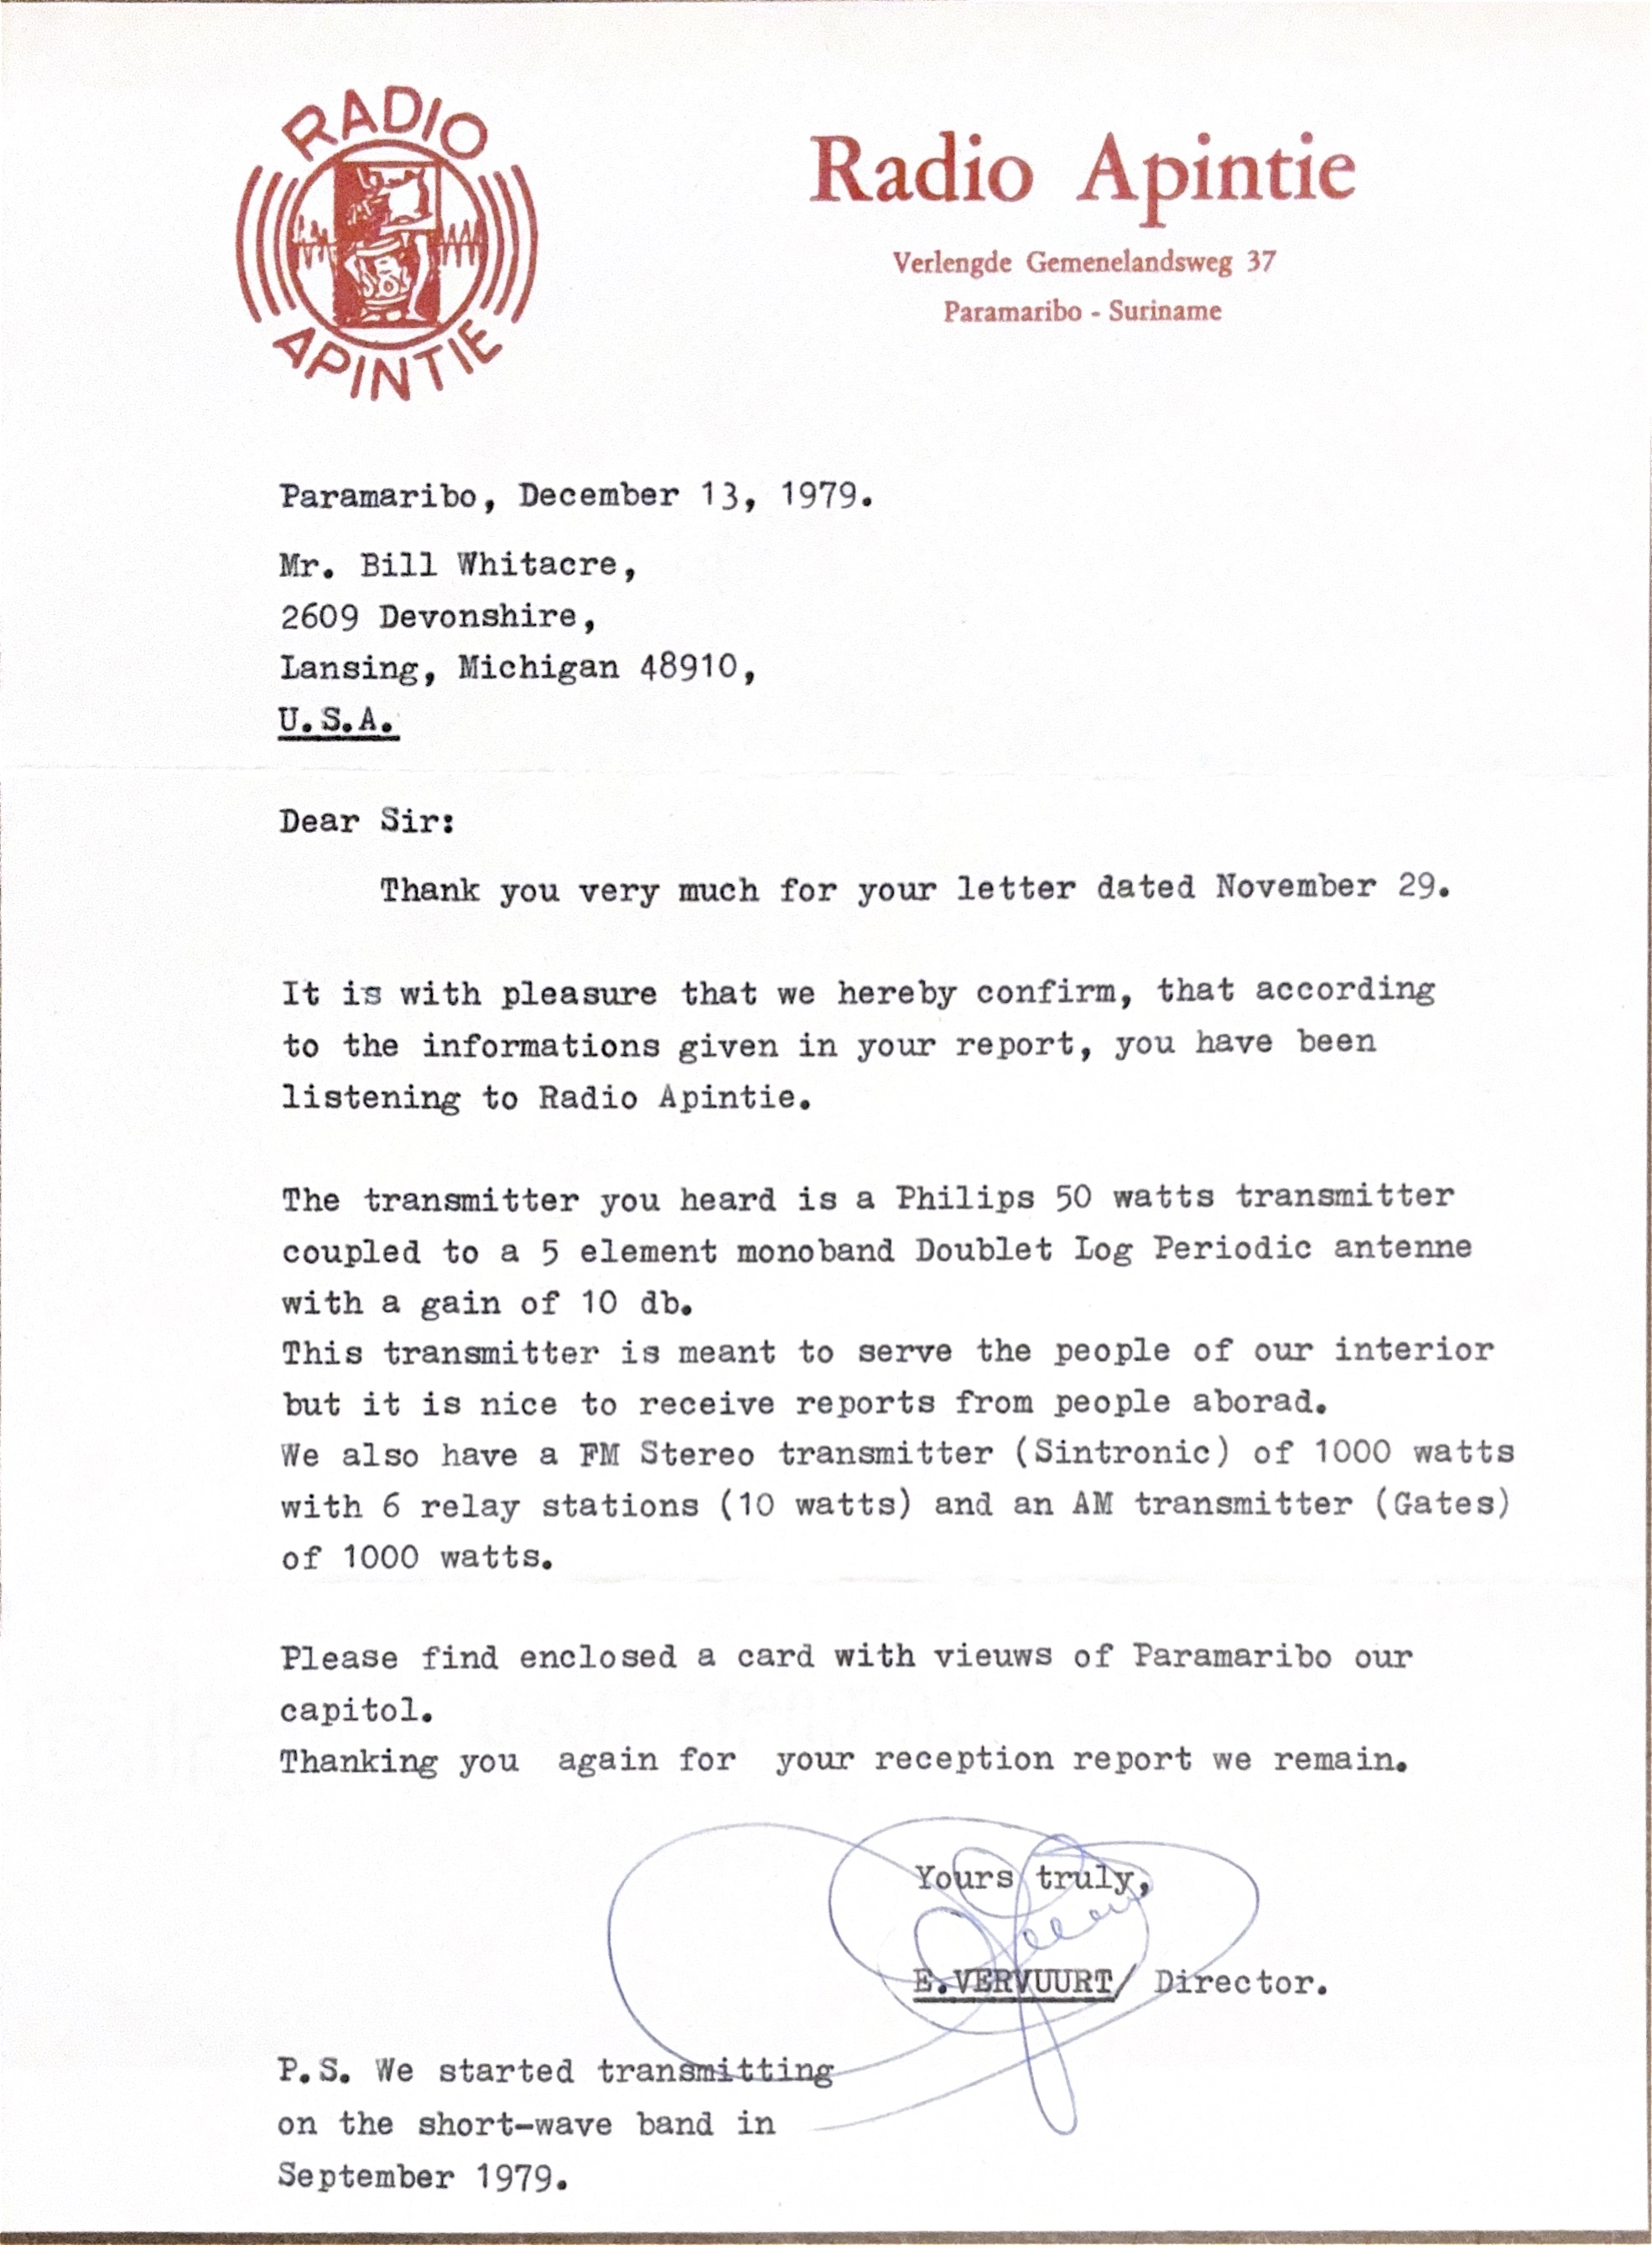 RADIO
APINTIE
Radio Apintie
Verlengde Gemenelandsweg 37
Paramaribo - Suriname
Paramaribo, December 13, 1979.
Mr. Bill Whitacre,
2609 Devonshire,
Lansing, Michigan 48910,
U.S.A.
Dear Sir:
Thank you very much for your letter dated November 29.
It is with pleasure that we hereby confirm, that according
to the informations given in your report, you have been
listening to Radio Apintie.
The transmitter you heard is a Philips 50 watts transmitter
coupled to a 5 element monoband Doublet Log Periodic antenne
with a gain of 10 db.
This transmitter is meant to serve the people of our interior
but it is nice to receive reports from people aborad.
We also have a FM Stereo transmitter (Sintronic) of 1000 watts
with 6 relay stations (10 watts) and an AM transmitter (Gates)
of 1000 watts.
Please find enclosed a card with vieuws of Paramaribo our
capitol.
Thanking you again for your reception report we remain.
Yours truly,
E.VERVUURT/ Director.
P.S. We started transmitting
on the short-wave band in
September 1979.